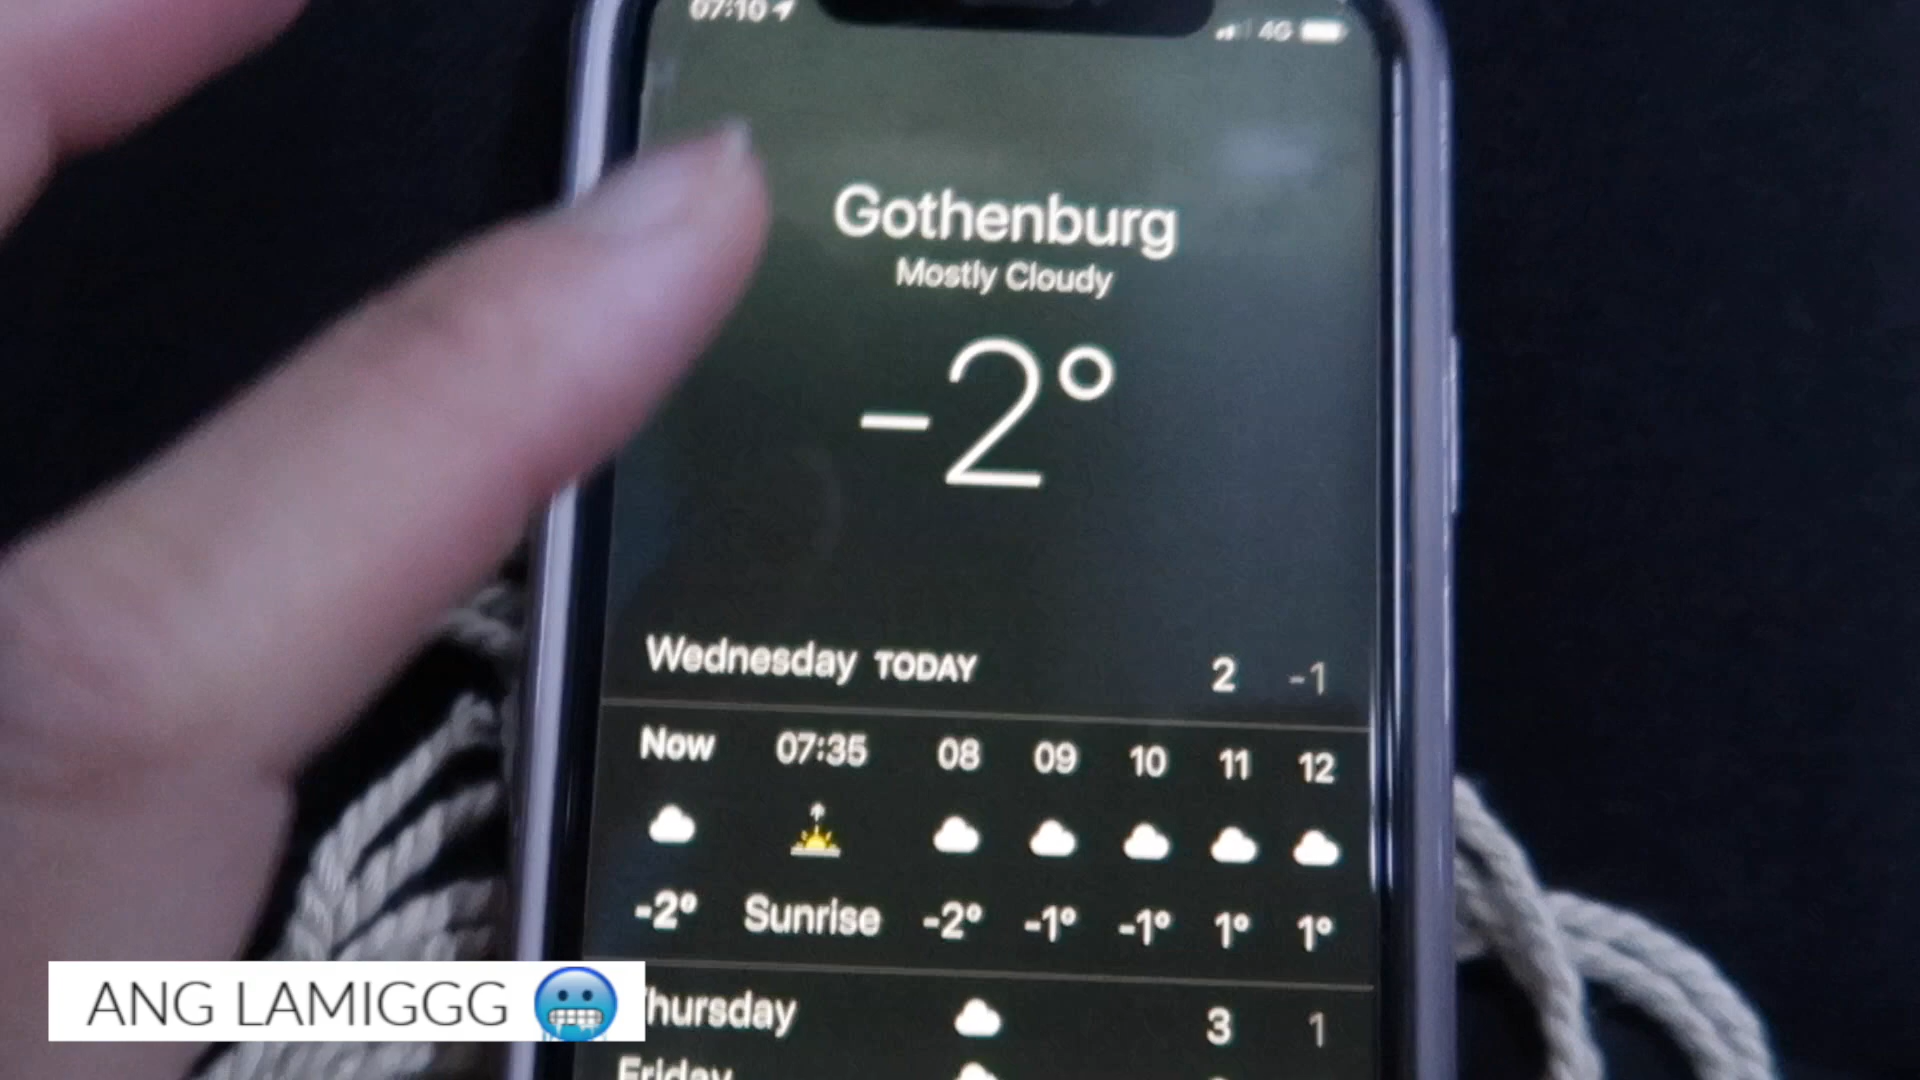 07:10
4G
Gothenburg
Mostly Cloudy
-2°
Wednesday TODAY 2 -1
Now 07:35 08 09 10 11 12
-2° Sunrise -2° -1° -1° 1° 1°
Thursday 3 1
Friday
ANG LAMIGGG 🥶